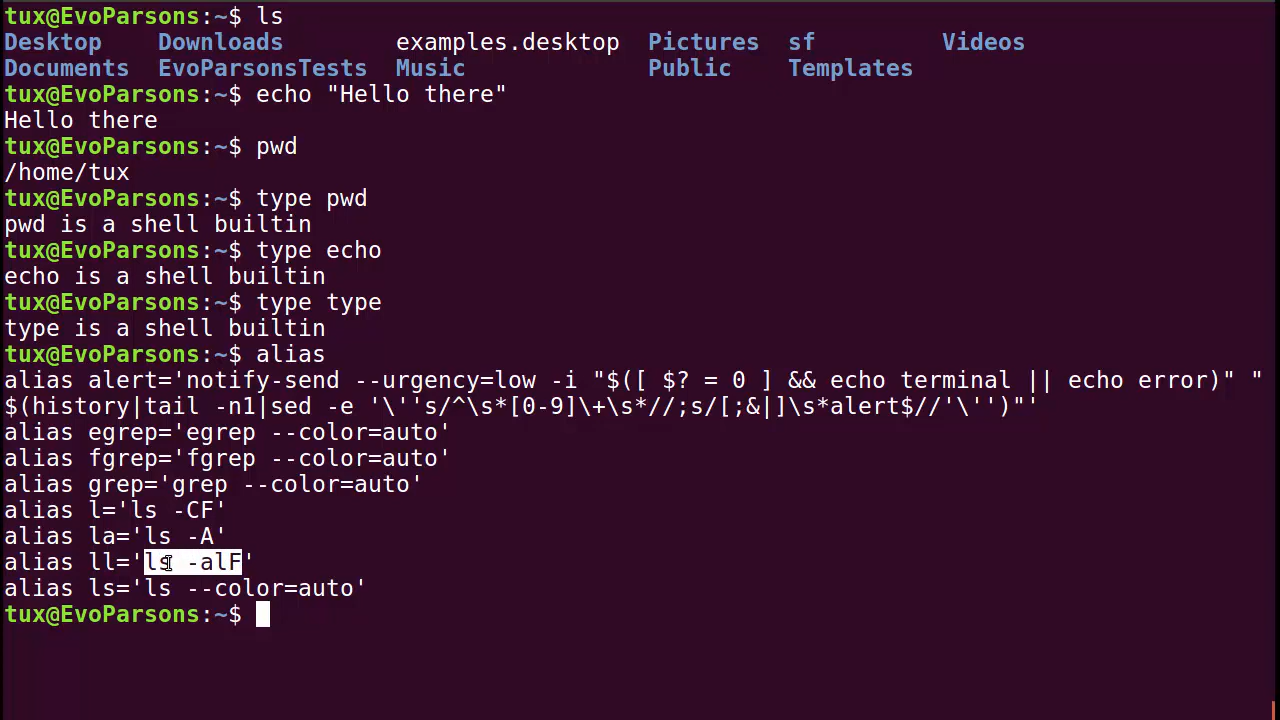 tux@EvoParsons:~$ ls
Desktop Downloads examples.desktop Pictures sf Videos
Documents EvoParsonsTests Music Public Templates
tux@EvoParsons:~$ echo "Hello there"
Hello there
tux@EvoParsons:~$ pwd
/home/tux
tux@EvoParsons:~$ type pwd
pwd is a shell builtin
tux@EvoParsons:~$ type echo
echo is a shell builtin
tux@EvoParsons:~$ type type
type is a shell builtin
tux@EvoParsons:~$ alias
alias alert='notify-send --urgency=low -i "$([ $? = 0 ] && echo terminal || echo error)" "
$(history|tail -n1|sed -e '\''s/^\s*[0-9]\+\s*//;s/[;&|]\s*alert$//'\'')"'
alias egrep='egrep --color=auto'
alias fgrep='fgrep --color=auto'
alias grep='grep --color=auto'
alias l='ls -CF'
alias la='ls -A'
alias ll='ls -alF'
alias ls='ls --color=auto'
tux@EvoParsons:~$